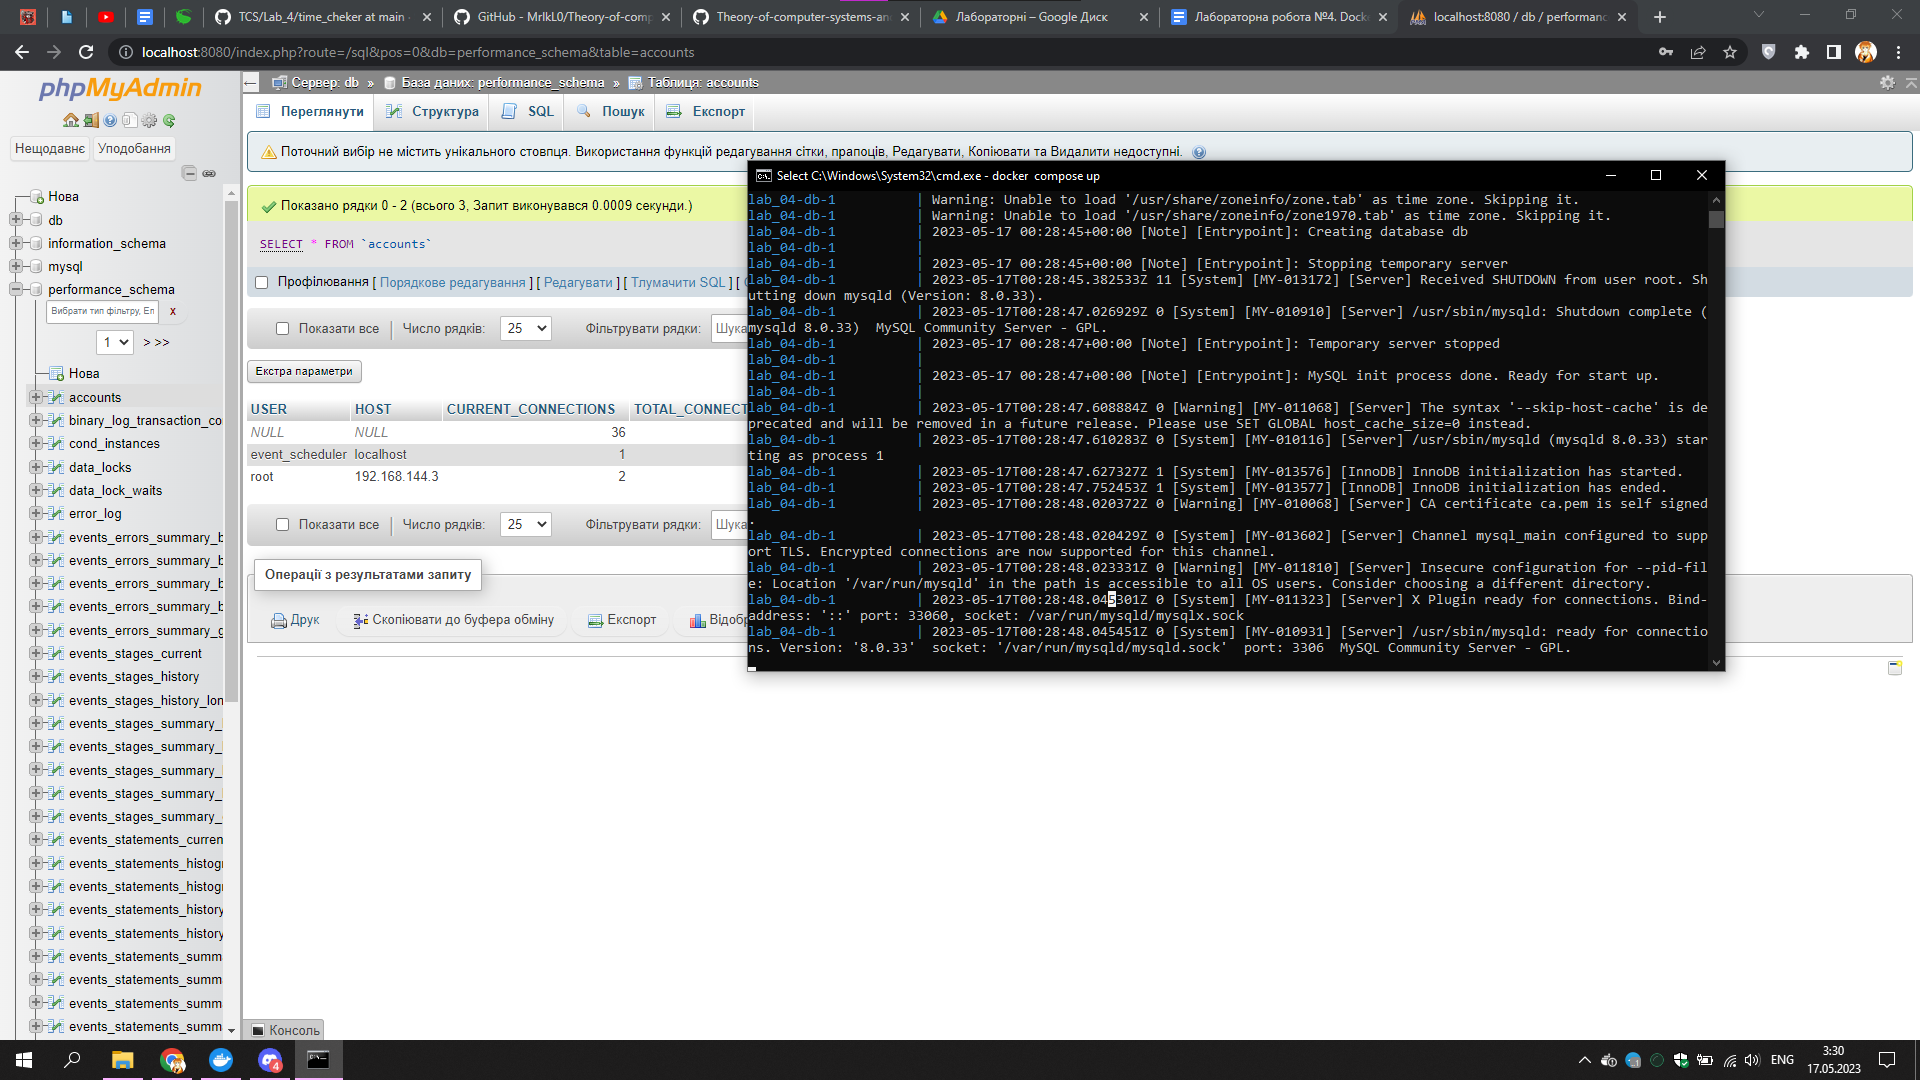 TCS/Lab_4/time_cheker at main
GitHub - MrIkL0/Theory-of-comp
Theory-of-computer-systems-an
Лабораторні – Google Диск
Лабораторна робота №4. Dock
localhost:8080 / db / performanc
localhost:8080/index.php?route=/sql&pos=0&db=performance_schema&table=accounts
phpMyAdmin
Нещодавнє
Уподобання
Нова
db
information_schema
mysql
performance_schema
Вибрати тип фільтру, En
X
1
> >>
Нова
accounts
binary_log_transaction_co
cond_instances
data_locks
data_lock_waits
error_log
events_errors_summary_b
events_errors_summary_b
events_errors_summary_b
events_errors_summary_b
events_errors_summary_g
events_stages_current
events_stages_history
events_stages_history_lon
events_stages_summary_
events_stages_summary_
events_stages_summary_
events_stages_summary_
events_stages_summary_
events_statements_curren
events_statements_histogr
events_statements_histogr
events_statements_history
events_statements_history
events_statements_summa
events_statements_summa
events_statements_summa
events_statements_summa
Сервер: db » База даних: performance_schema » Таблиця: accounts
Переглянути
Структура
SQL
Пошук
Експорт
Поточний вибір не містить унікального стовпця. Використання функцій редагування сітки, прапоців, Редагувати, Копіювати та Видалити недоступні.
Показано рядки 0 - 2 (всього 3, Запит виконувався 0.0009 секунди.)
SELECT * FROM `accounts`
Профілювання [ Порядкове редагування ] [ Редагувати ] [ Тлумачити SQL ] [
Показати все
Число рядків:
25
Фільтрувати рядки:
Шука
Екстра параметри
USER HOST CURRENT_CONNECTIONS TOTAL_CONNECT
NULL NULL 36
event_scheduler localhost 1
root 192.168.144.3 2
Показати все
Число рядків:
25
Фільтрувати рядки:
Шука
Операції з результатами запиту
Друк
Скопіювати до буфера обміну
Експорт
Відобр
Консоль
Select C:\Windows\System32\cmd.exe - docker compose up
lab_04-db-1 | Warning: Unable to load '/usr/share/zoneinfo/zone.tab' as time zone. Skipping it.
lab_04-db-1 | Warning: Unable to load '/usr/share/zoneinfo/zone1970.tab' as time zone. Skipping it.
lab_04-db-1 | 2023-05-17 00:28:45+00:00 [Note] [Entrypoint]: Creating database db
lab_04-db-1 |
lab_04-db-1 | 2023-05-17 00:28:45+00:00 [Note] [Entrypoint]: Stopping temporary server
lab_04-db-1 | 2023-05-17T00:28:45.382533Z 11 [System] [MY-013172] [Server] Received SHUTDOWN from user root. Sh
utting down mysqld (Version: 8.0.33).
lab_04-db-1 | 2023-05-17T00:28:47.026929Z 0 [System] [MY-010910] [Server] /usr/sbin/mysqld: Shutdown complete (
mysqld 8.0.33)  MySQL Community Server - GPL.
lab_04-db-1 | 2023-05-17 00:28:47+00:00 [Note] [Entrypoint]: Temporary server stopped
lab_04-db-1 |
lab_04-db-1 | 2023-05-17 00:28:47+00:00 [Note] [Entrypoint]: MySQL init process done. Ready for start up.
lab_04-db-1 |
lab_04-db-1 | 2023-05-17T00:28:47.608884Z 0 [Warning] [MY-011068] [Server] The syntax '--skip-host-cache' is de
precated and will be removed in a future release. Please use SET GLOBAL host_cache_size=0 instead.
lab_04-db-1 | 2023-05-17T00:28:47.610283Z 0 [System] [MY-010116] [Server] /usr/sbin/mysqld (mysqld 8.0.33) star
ting as process 1
lab_04-db-1 | 2023-05-17T00:28:47.627327Z 1 [System] [MY-013576] [InnoDB] InnoDB initialization has started.
lab_04-db-1 | 2023-05-17T00:28:47.752453Z 1 [System] [MY-013577] [InnoDB] InnoDB initialization has ended.
lab_04-db-1 | 2023-05-17T00:28:48.020372Z 0 [Warning] [MY-010068] [Server] CA certificate ca.pem is self signed
.
lab_04-db-1 | 2023-05-17T00:28:48.020429Z 0 [System] [MY-013602] [Server] Channel mysql_main configured to supp
ort TLS. Encrypted connections are now supported for this channel.
lab_04-db-1 | 2023-05-17T00:28:48.023331Z 0 [Warning] [MY-011810] [Server] Insecure configuration for --pid-fil
e: Location '/var/run/mysqld' in the path is accessible to all OS users. Consider choosing a different directory.
lab_04-db-1 | 2023-05-17T00:28:48.045301Z 0 [System] [MY-011323] [Server] X Plugin ready for connections. Bind-
address: '::' port: 33060, socket: /var/run/mysqld/mysqlx.sock
lab_04-db-1 | 2023-05-17T00:28:48.045451Z 0 [System] [MY-010931] [Server] /usr/sbin/mysqld: ready for connectio
ns. Version: '8.0.33'  socket: '/var/run/mysqld/mysqld.sock'  port: 3306  MySQL Community Server - GPL.
4
ENG
3:30
17.05.2023